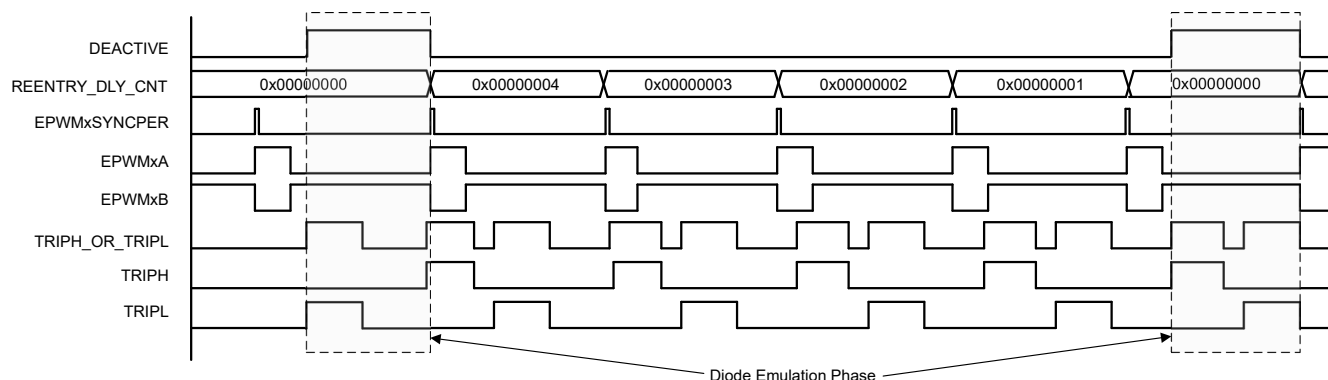 DEACTIVE
REENTRY_DLY_CNT
0x00000000
0x00000004
0x00000003
0x00000002
0x00000001
0x00000000
EPWMxSYNCPER
EPWMxA
EPWMxB
TRIPH_OR_TRIPL
TRIPH
TRIPL
Diode Emulation Phase